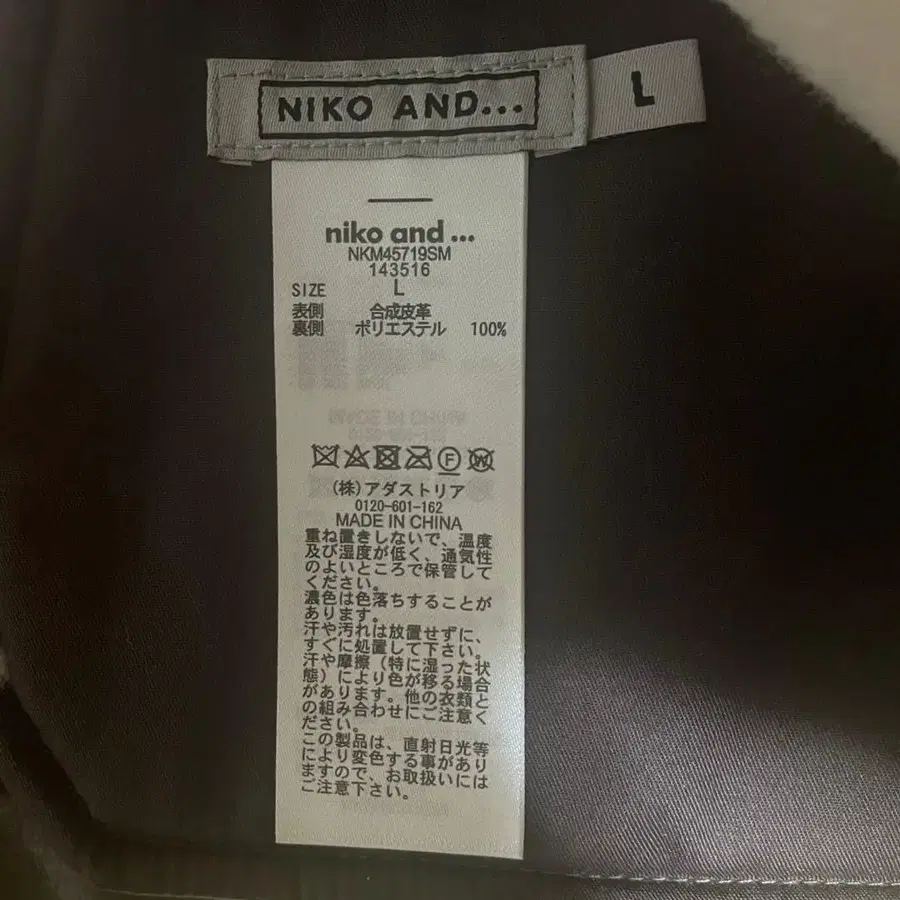 NIKO AND...
L
niko and ...
NKM45719SM
143516
SIZE L
表側 合成皮革
裏側 ポリエステル 100%
(株)アダストリア
0120-601-162
MADE IN CHINA
重ね置きしないで、温度
及び湿度が低く、通気性
のよいところで保管して
ください。
濃色は色落ちすることが
あります。
汗や汚れは放置せずに、
すぐに処置して下さい。
汗や摩擦（特に湿った状
態）により色が移る場合
があります。他の衣類と
の組み合わせにご注意く
ださい。
この製品は、直射日光等
により変色する事があり
ますので、お取扱いには
ご注意下さい。